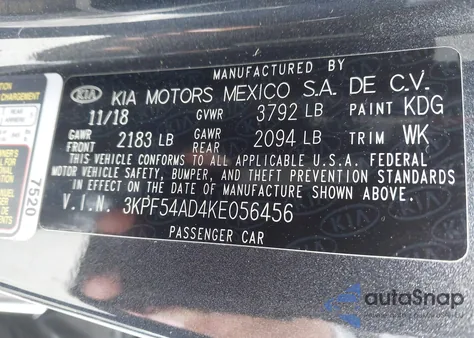 MANUFACTURED BY
KIA KIA MOTORS MEXICO S.A. DE C.V.
11/18 GVWR 3792 LB PAINT KDG
GAWR FRONT 2183 LB GAWR REAR 2094 LB TRIM WK
THIS VEHICLE CONFORMS TO ALL APPLICABLE U.S.A. FEDERAL
MOTOR VEHICLE SAFETY, BUMPER, AND THEFT PREVENTION STANDARDS
IN EFFECT ON THE DATE OF MANUFACTURE SHOWN ABOVE.
V.I.N. 3KPF54AD4KE056456
PASSENGER CAR
7520
autoSnap